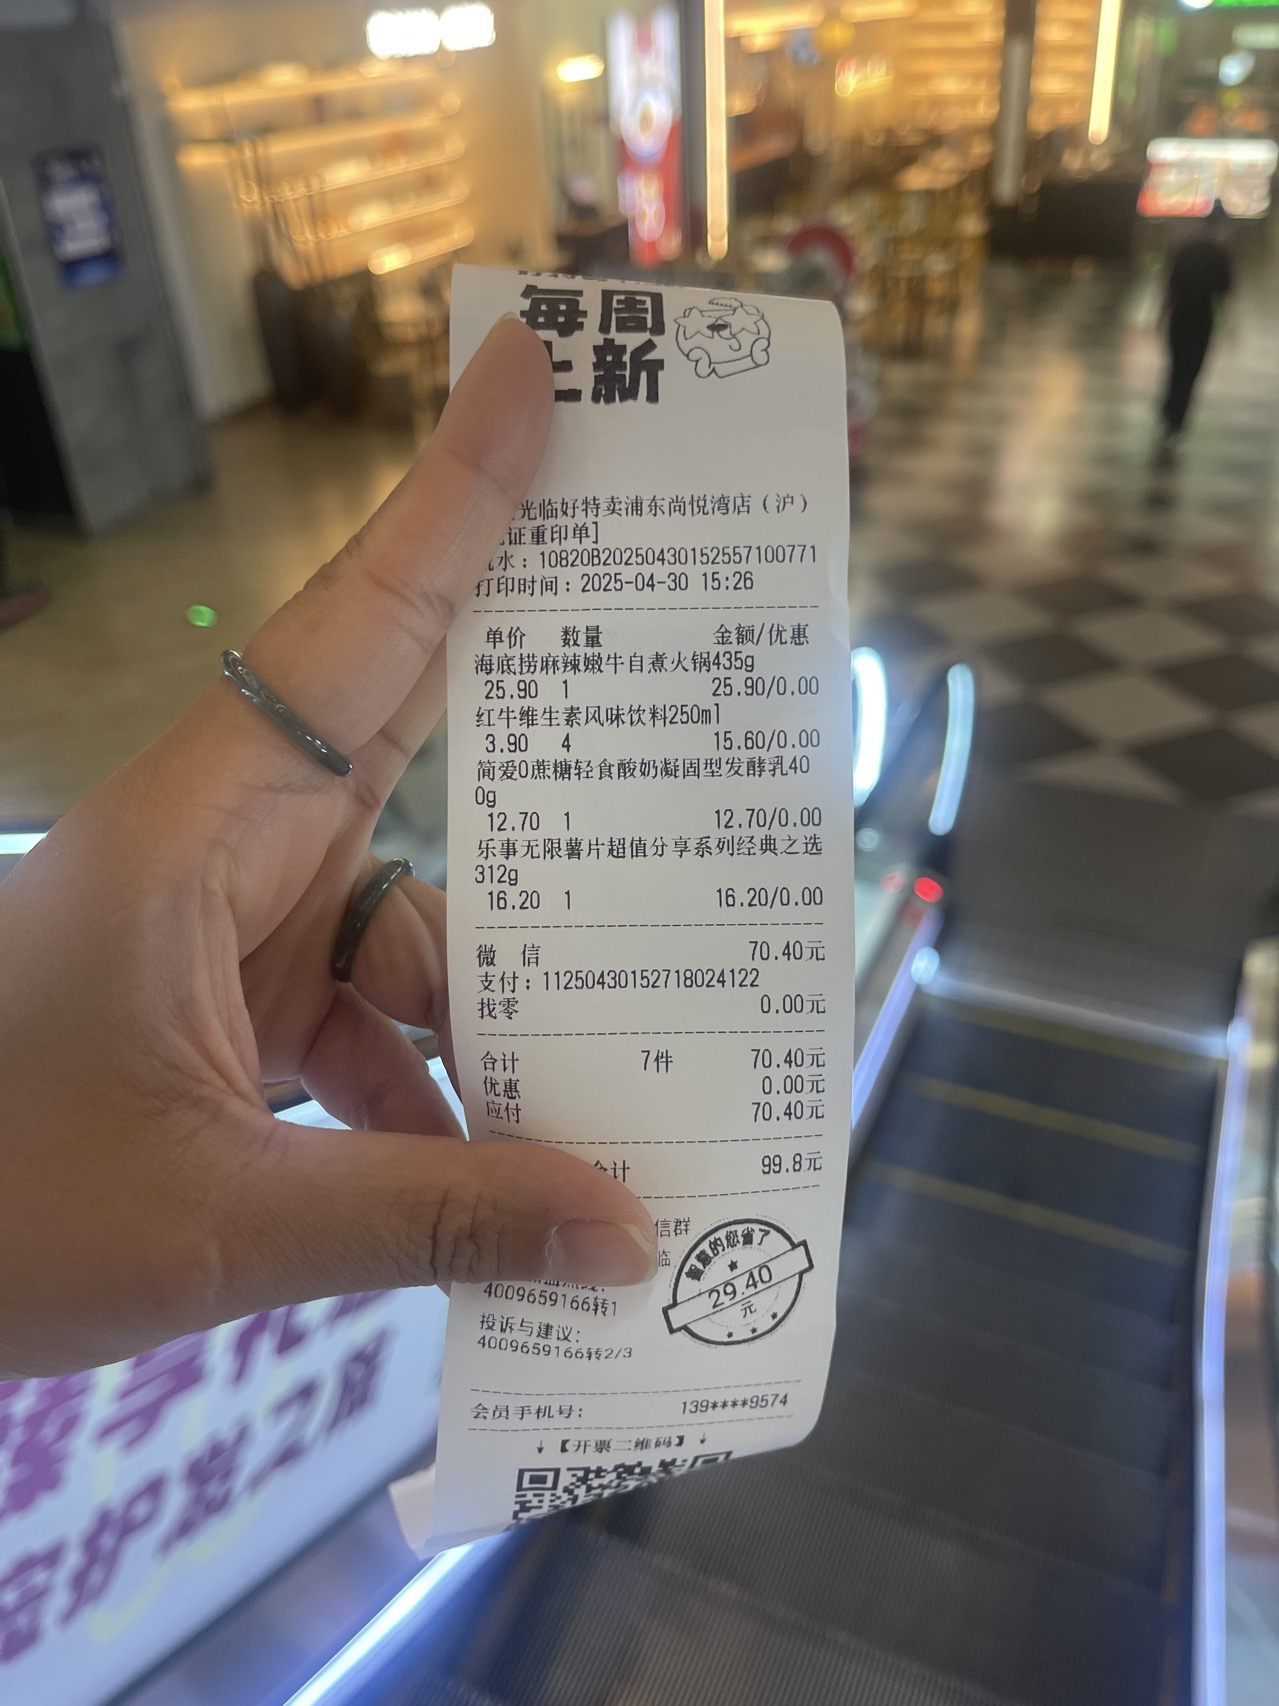 每周
上新
光临好特卖浦东尚悦湾店（沪）
证重印单]
水：10820B20250430152557100771
打印时间：2025-04-30 15:26
单价 数量 金额/优惠
海底捞麻辣嫩牛自煮火锅435g
25.90 1 25.90/0.00
红牛维生素风味饮料250ml
3.90 4 15.60/0.00
简爱0蔗糖轻食酸奶凝固型发酵乳40
0g
12.70 1 12.70/0.00
乐事无限薯片超值分享系列经典之选
312g
16.20 1 16.20/0.00
微 信 70.40元
支付：11250430152718024122
找零 0.00元
合计 7件 70.40元
优惠 0.00元
应付 70.40元
合计 99.8元
信群
临
智慧的您省了
29.40
元
4009659166转1
投诉与建议：
4009659166转2/3
会员手机号： 139****9574
↓【开票二维码】↓